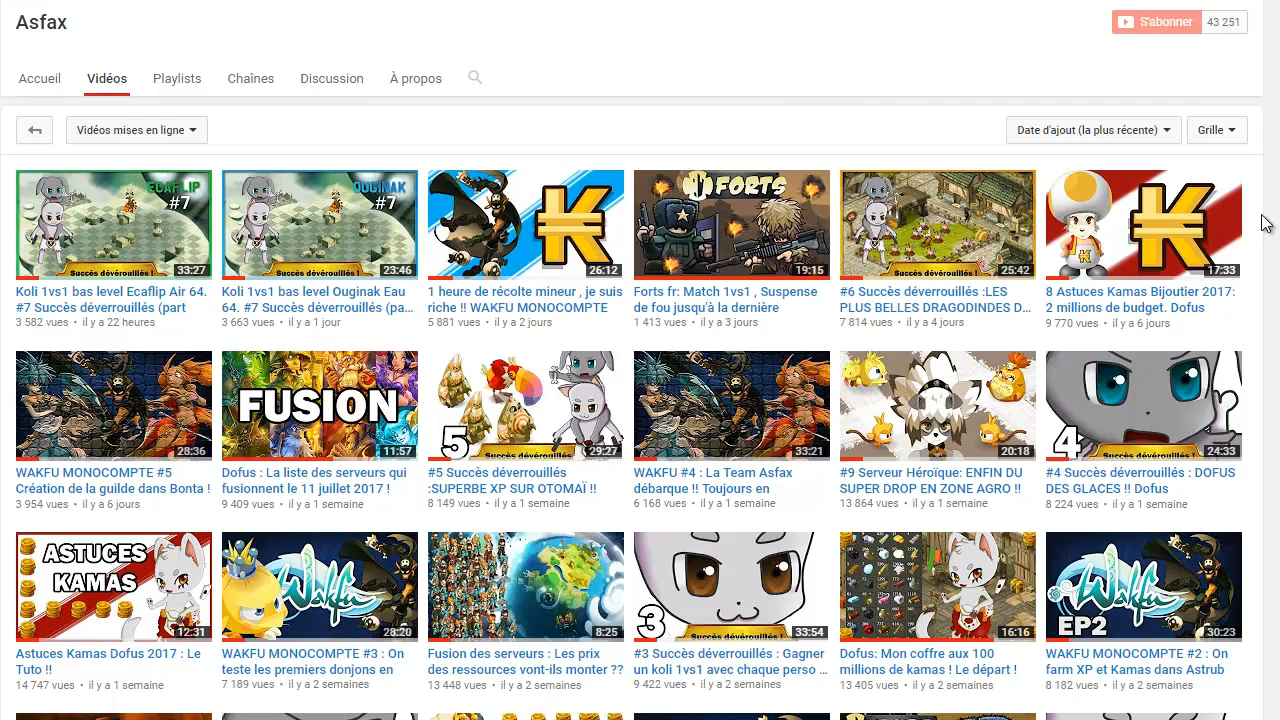 Asfax
S'abonner 43 251
Accueil Vidéos Playlists Chaînes Discussion À propos
Vidéos mises en ligne Date d'ajout (la plus récente) Grille
ECAFLIP #7 Succès dévérrouillés ! 33:27
OUGINAK #7 Succès dévérrouillés ! 23:46
26:12
FORTS 19:15
Succès dévérrouillés ! 25:42
17:33
Koli 1vs1 bas level Ecaflip Air 64.
#7 Succès déverrouillés (part
3 582 vues • il y a 22 heures
Koli 1vs1 bas level Ouginak Eau
64. #7 Succès déverrouillés (pa...
3 663 vues • il y a 1 jour
1 heure de récolte mineur , je suis
riche !! WAKFU MONOCOMPTE
5 881 vues • il y a 2 jours
Forts fr: Match 1vs1 , Suspense
de fou jusqu'à la dernière
1 413 vues • il y a 3 jours
#6 Succès déverrouillés :LES
PLUS BELLES DRAGODINDES D...
7 814 vues • il y a 4 jours
8 Astuces Kamas Bijoutier 2017:
2 millions de budget. Dofus
9 770 vues • il y a 6 jours
28:36
FUSION 11:57
5 Succès dévérrouillés ! 29:27
33:21
20:18
4 Succès dévérrouillés ! 24:33
WAKFU MONOCOMPTE #5
Création de la guilde dans Bonta !
3 954 vues • il y a 6 jours
Dofus : La liste des serveurs qui
fusionnent le 11 juillet 2017 !
9 409 vues • il y a 1 semaine
#5 Succès déverrouillés
:SUPERBE XP SUR OTOMAÏ !!
8 149 vues • il y a 1 semaine
WAKFU #4 : La Team Asfax
débarque !! Toujours en
6 168 vues • il y a 1 semaine
#9 Serveur Héroïque: ENFIN DU
SUPER DROP EN ZONE AGRO !!
13 864 vues • il y a 1 semaine
#4 Succès déverrouillés : DOFUS
DES GLACES !! Dofus
8 224 vues • il y a 1 semaine
ASTUCES
KAMAS
12:31
Wakfu 28:20
8:25
3 Succès dévérrouillés ! 33:54
16:16
Wakfu
EP2 30:23
Astuces Kamas Dofus 2017 : Le
Tuto !!
14 747 vues • il y a 1 semaine
WAKFU MONOCOMPTE #3 : On
teste les premiers donjons en
7 189 vues • il y a 2 semaines
Fusion des serveurs : Les prix
des ressources vont-ils monter ??
13 448 vues • il y a 2 semaines
#3 Succès déverrouillés : Gagner
un koli 1vs1 avec chaque perso ...
9 422 vues • il y a 2 semaines
Dofus: Mon coffre aux 100
millions de kamas ! Le départ !
13 405 vues • il y a 2 semaines
WAKFU MONOCOMPTE #2 : On
farm XP et Kamas dans Astrub
8 182 vues • il y a 2 semaines